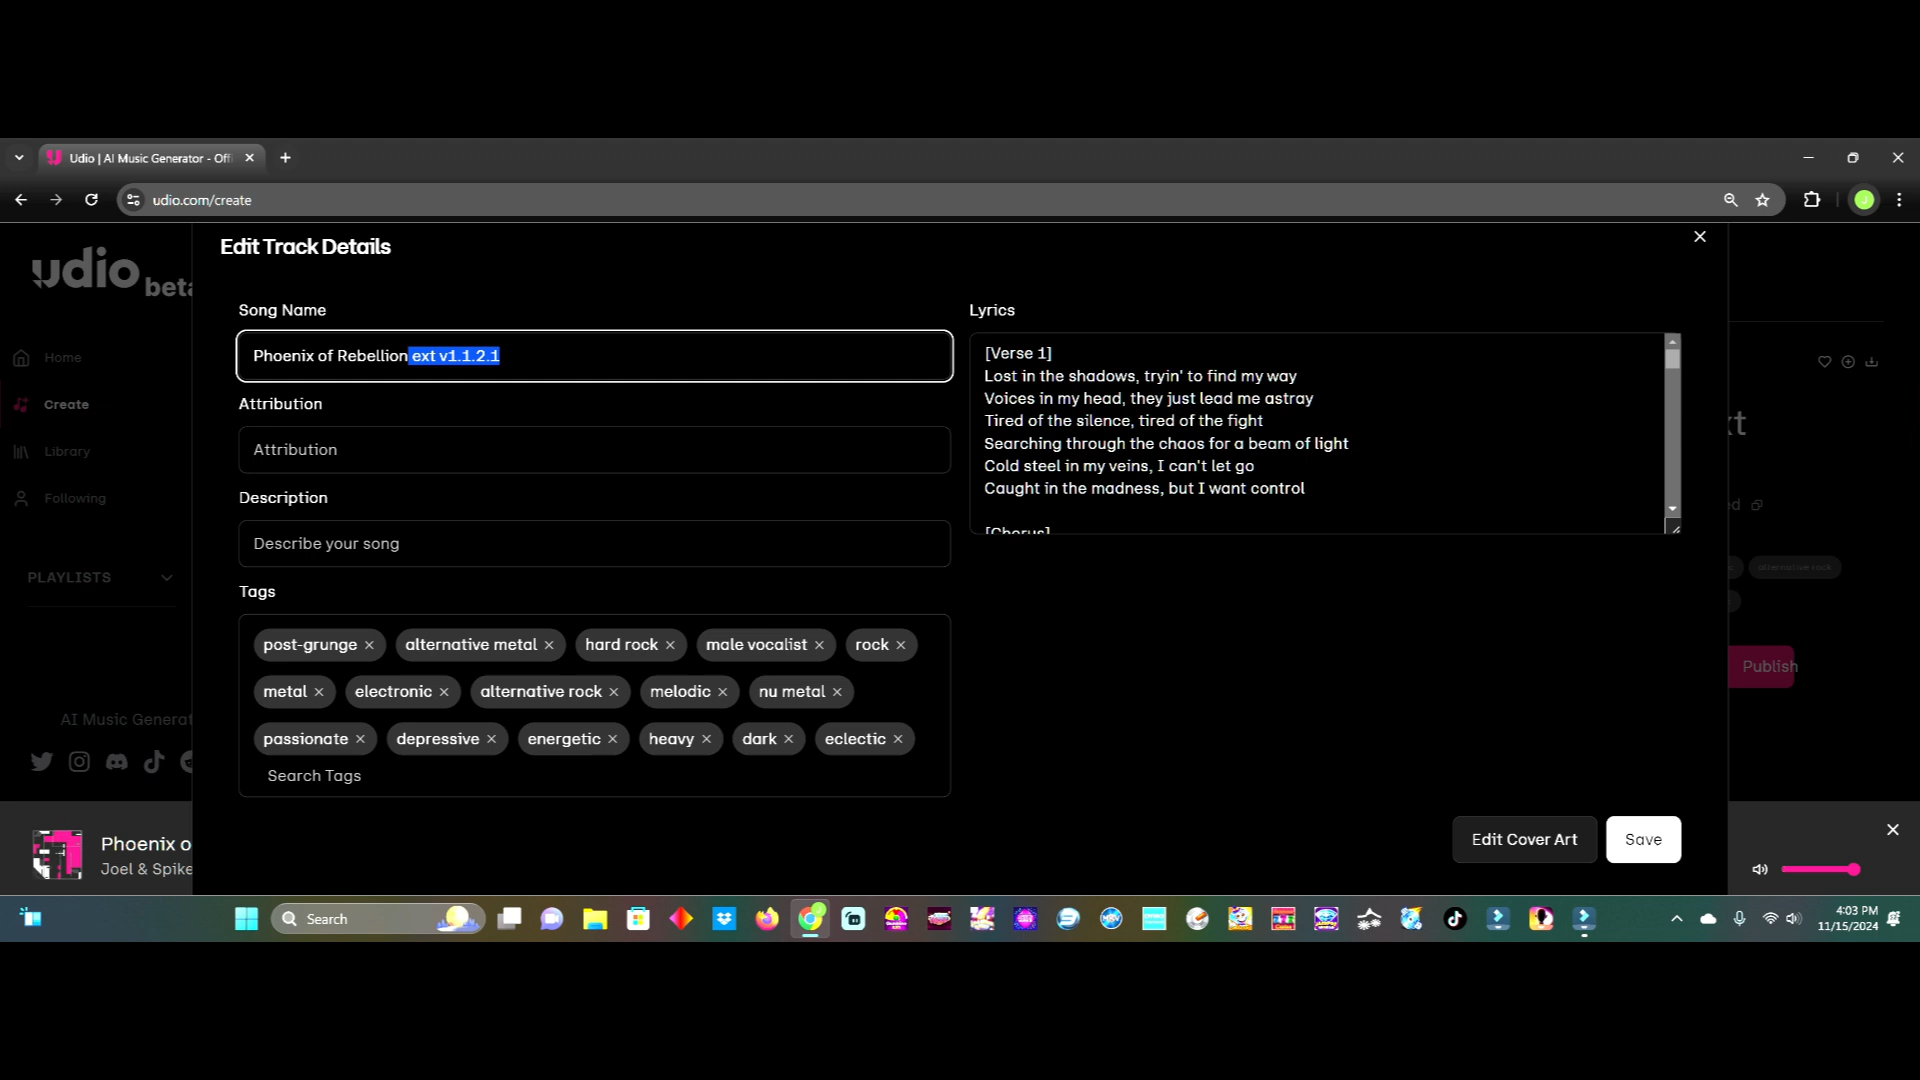 Udio | AI Music Generator - Offi
udio.com/create
udio beta
Home
Create
Library
Following
PLAYLISTS
AI Music Generat
Edit Track Details
Song Name
Phoenix of Rebellion ext v1.1.2.1
Attribution
Attribution
Description
Describe your song
Tags
post-grunge alternative metal hard rock male vocalist rock
metal electronic alternative rock melodic nu metal
passionate depressive energetic heavy dark eclectic
Search Tags
Lyrics
[Verse 1]
Lost in the shadows, tryin' to find my way
Voices in my head, they just lead me astray
Tired of the silence, tired of the fight
Searching through the chaos for a beam of light
Cold steel in my veins, I can't let go
Caught in the madness, but I want control
[Chorus]
Edit Cover Art
Save
xt
ed
alternative rock
Publish
Phoenix o
Joel & Spike
Search
4:03 PM
11/15/2024